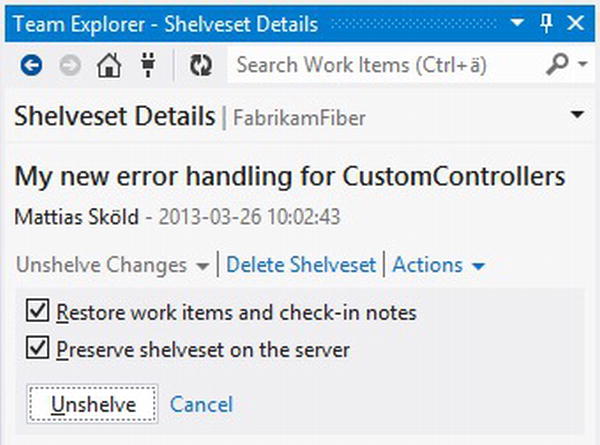 Team Explorer - Shelveset Details
Search Work Items (Ctrl+ä)
Shelveset Details | FabrikamFiber
My new error handling for CustomControllers
Mattias Sköld - 2013-03-26 10:02:43
Unshelve Changes | Delete Shelveset | Actions
Restore work items and check-in notes
Preserve shelveset on the server
Unshelve Cancel